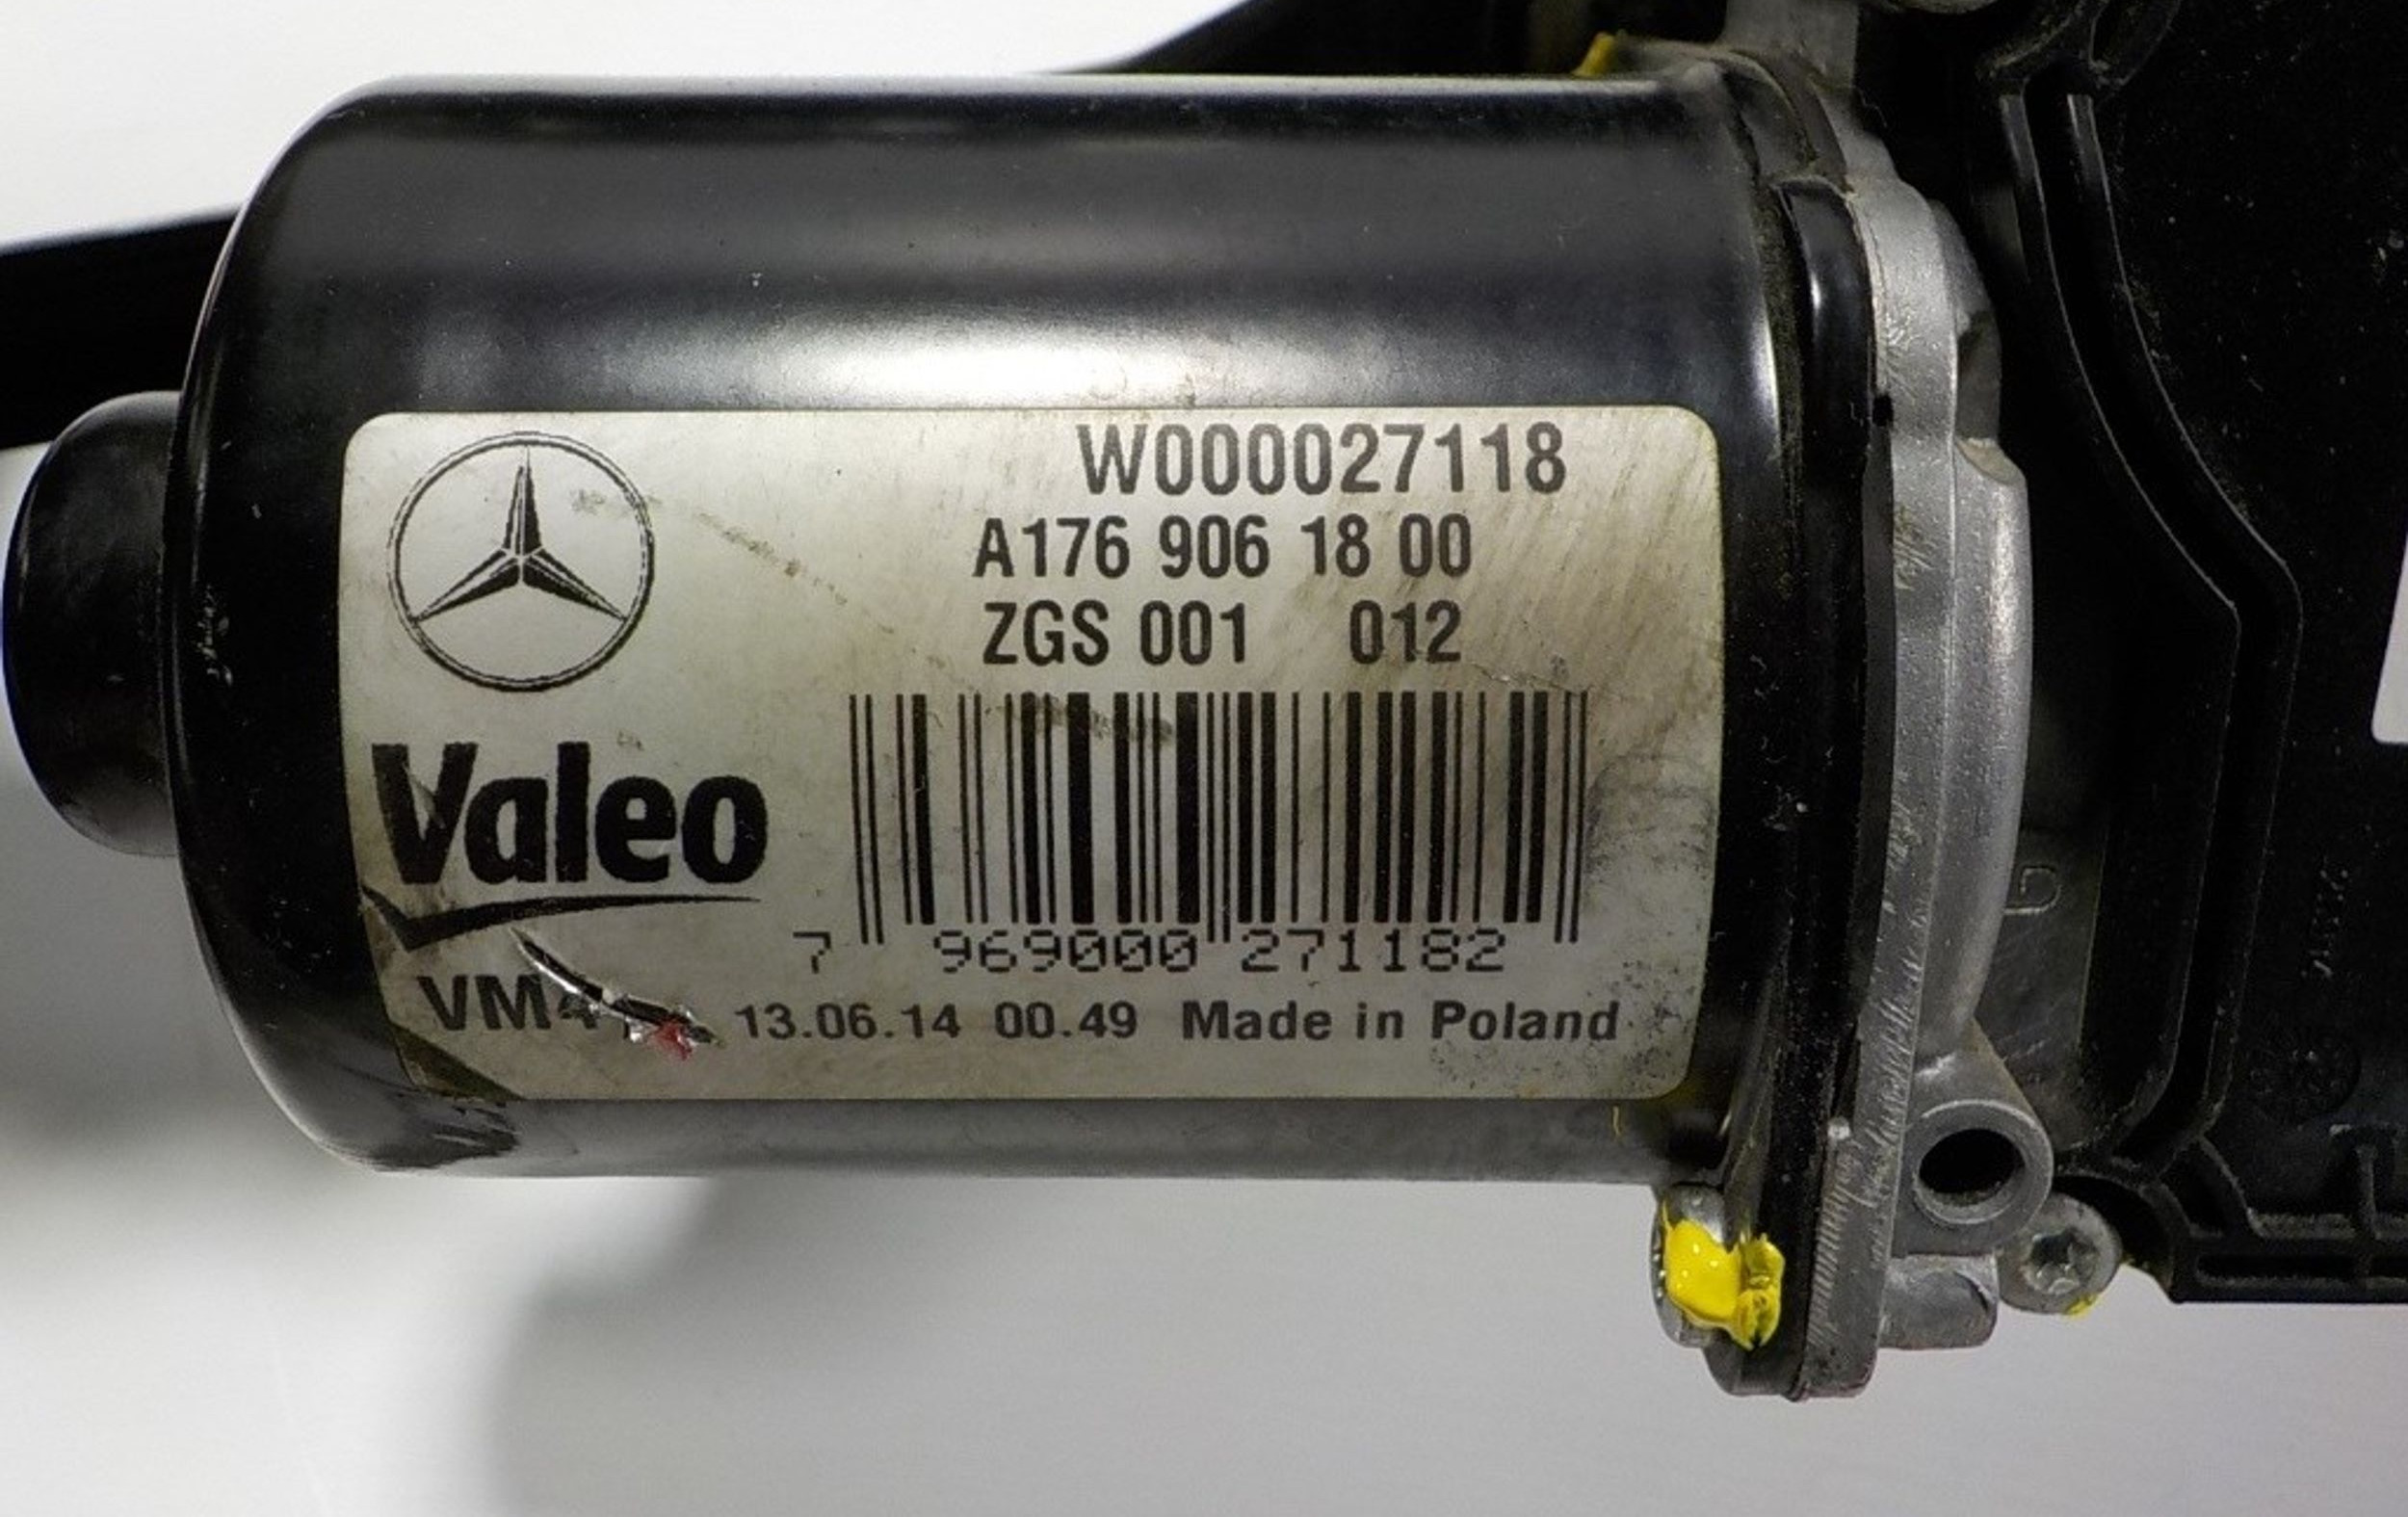 W000027118
A176 906 18 00
ZGS 001 012
Valeo
7 969000 271182
13.06.14 00.49 Made in Poland